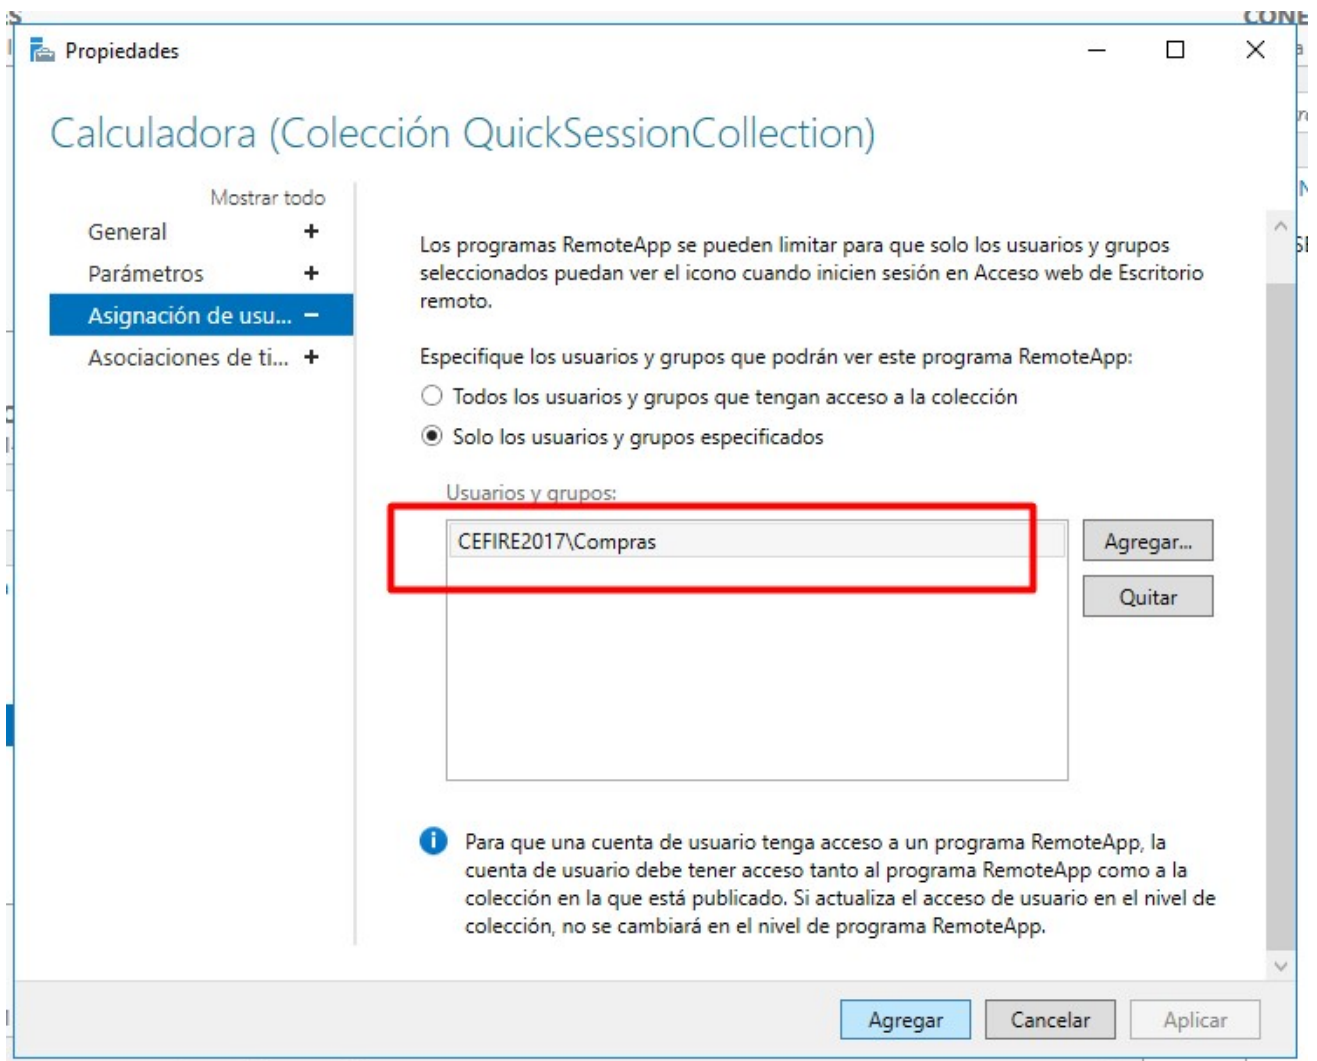 CONE
Propiedades
Calculadora (Colección QuickSessionCollection)
Mostrar todo
General +
Parámetros +
Asignación de usu... −
Asociaciones de ti... +
Los programas RemoteApp se pueden limitar para que solo los usuarios y grupos
seleccionados puedan ver el icono cuando inicien sesión en Acceso web de Escritorio
remoto.
Especifique los usuarios y grupos que podrán ver este programa RemoteApp:
Todos los usuarios y grupos que tengan acceso a la colección
Solo los usuarios y grupos especificados
Usuarios y grupos:
CEFIRE2017\Compras
Agregar...
Quitar
Para que una cuenta de usuario tenga acceso a un programa RemoteApp, la
cuenta de usuario debe tener acceso tanto al programa RemoteApp como a la
colección en la que está publicado. Si actualiza el acceso de usuario en el nivel de
colección, no se cambiará en el nivel de programa RemoteApp.
Agregar Cancelar Aplicar